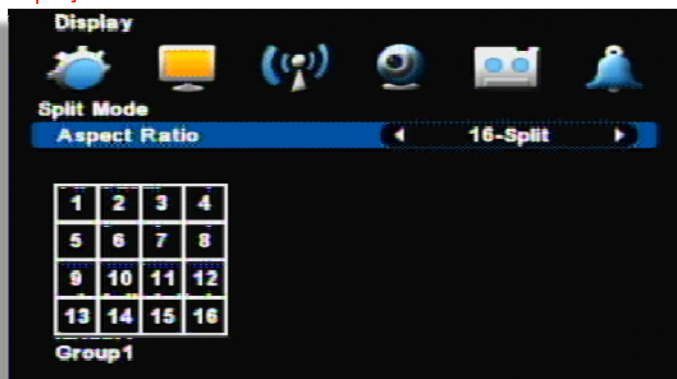 Display
Split Mode
Aspect Ratio 16-Split
1 2 3 4
5 6 7 8
9 10 11 12
13 14 15 16
Group1